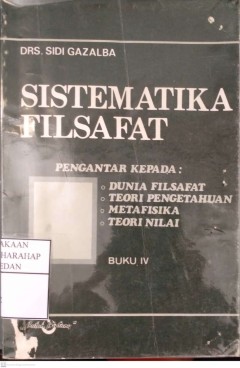 DRS. SIDI GAZALBA
SISTEMATIKA
FILSAFAT
PENGANTAR KEPADA:
DUNIA FILSAFAT
TEORI PENGETAHUAN
METAFISIKA
TEORI NILAI
BUKU IV
AKAAN
HARAHAP
EDAN